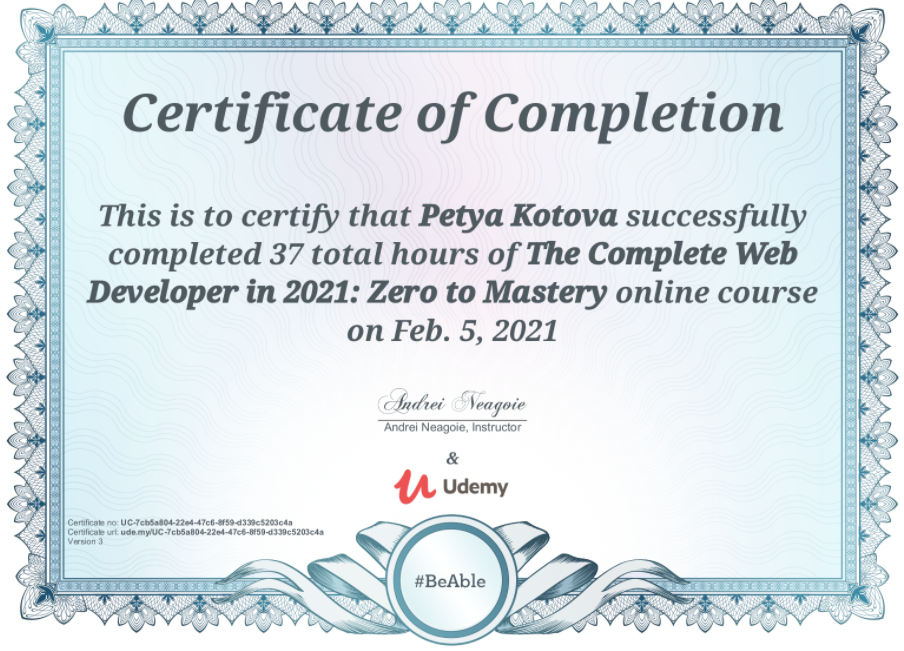 Certificate of Completion
This is to certify that Petya Kotova successfully
completed 37 total hours of The Complete Web
Developer in 2021: Zero to Mastery online course
on Feb. 5, 2021
Andrei Neagoie
Andrei Neagoie, Instructor
&
Udemy
Certificate no: UC-7cb5a804-22e4-47c6-8f59-d339c5203c4a
Certificate url: ude.my/UC-7cb5a804-22e4-47c6-8f59-d339c5203c4a
Version 3
#BeAble